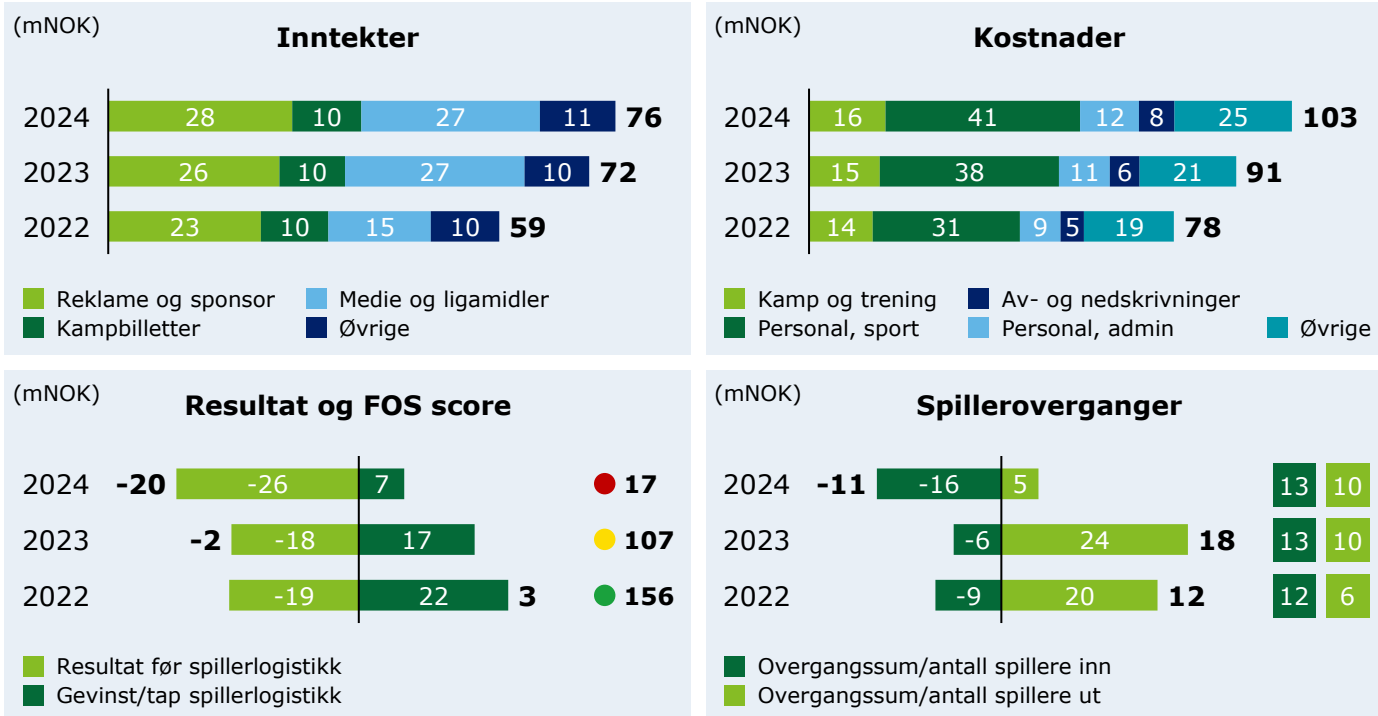 (mNOK)
Inntekter
2024 28 10 27 11 76
2023 26 10 27 10 72
2022 23 10 15 10 59
Reklame og sponsor Medie og ligamidler
Kampbilletter Øvrige
(mNOK)
Kostnader
2024 16 41 12 8 25 103
2023 15 38 11 6 21 91
2022 14 31 9 5 19 78
Kamp og trening Av- og nedskrivninger
Personal, sport Personal, admin Øvrige
(mNOK)
Resultat og FOS score
2024 -20 -26 7 17
2023 -2 -18 17 107
2022 -19 22 3 156
Resultat før spillerlogistikk
Gevinst/tap spillerlogistikk
(mNOK)
Spilleroverganger
2024 -11 -16 5 13 10
2023 -6 24 18 13 10
2022 -9 20 12 12 6
Overgangssum/antall spillere inn
Overgangssum/antall spillere ut